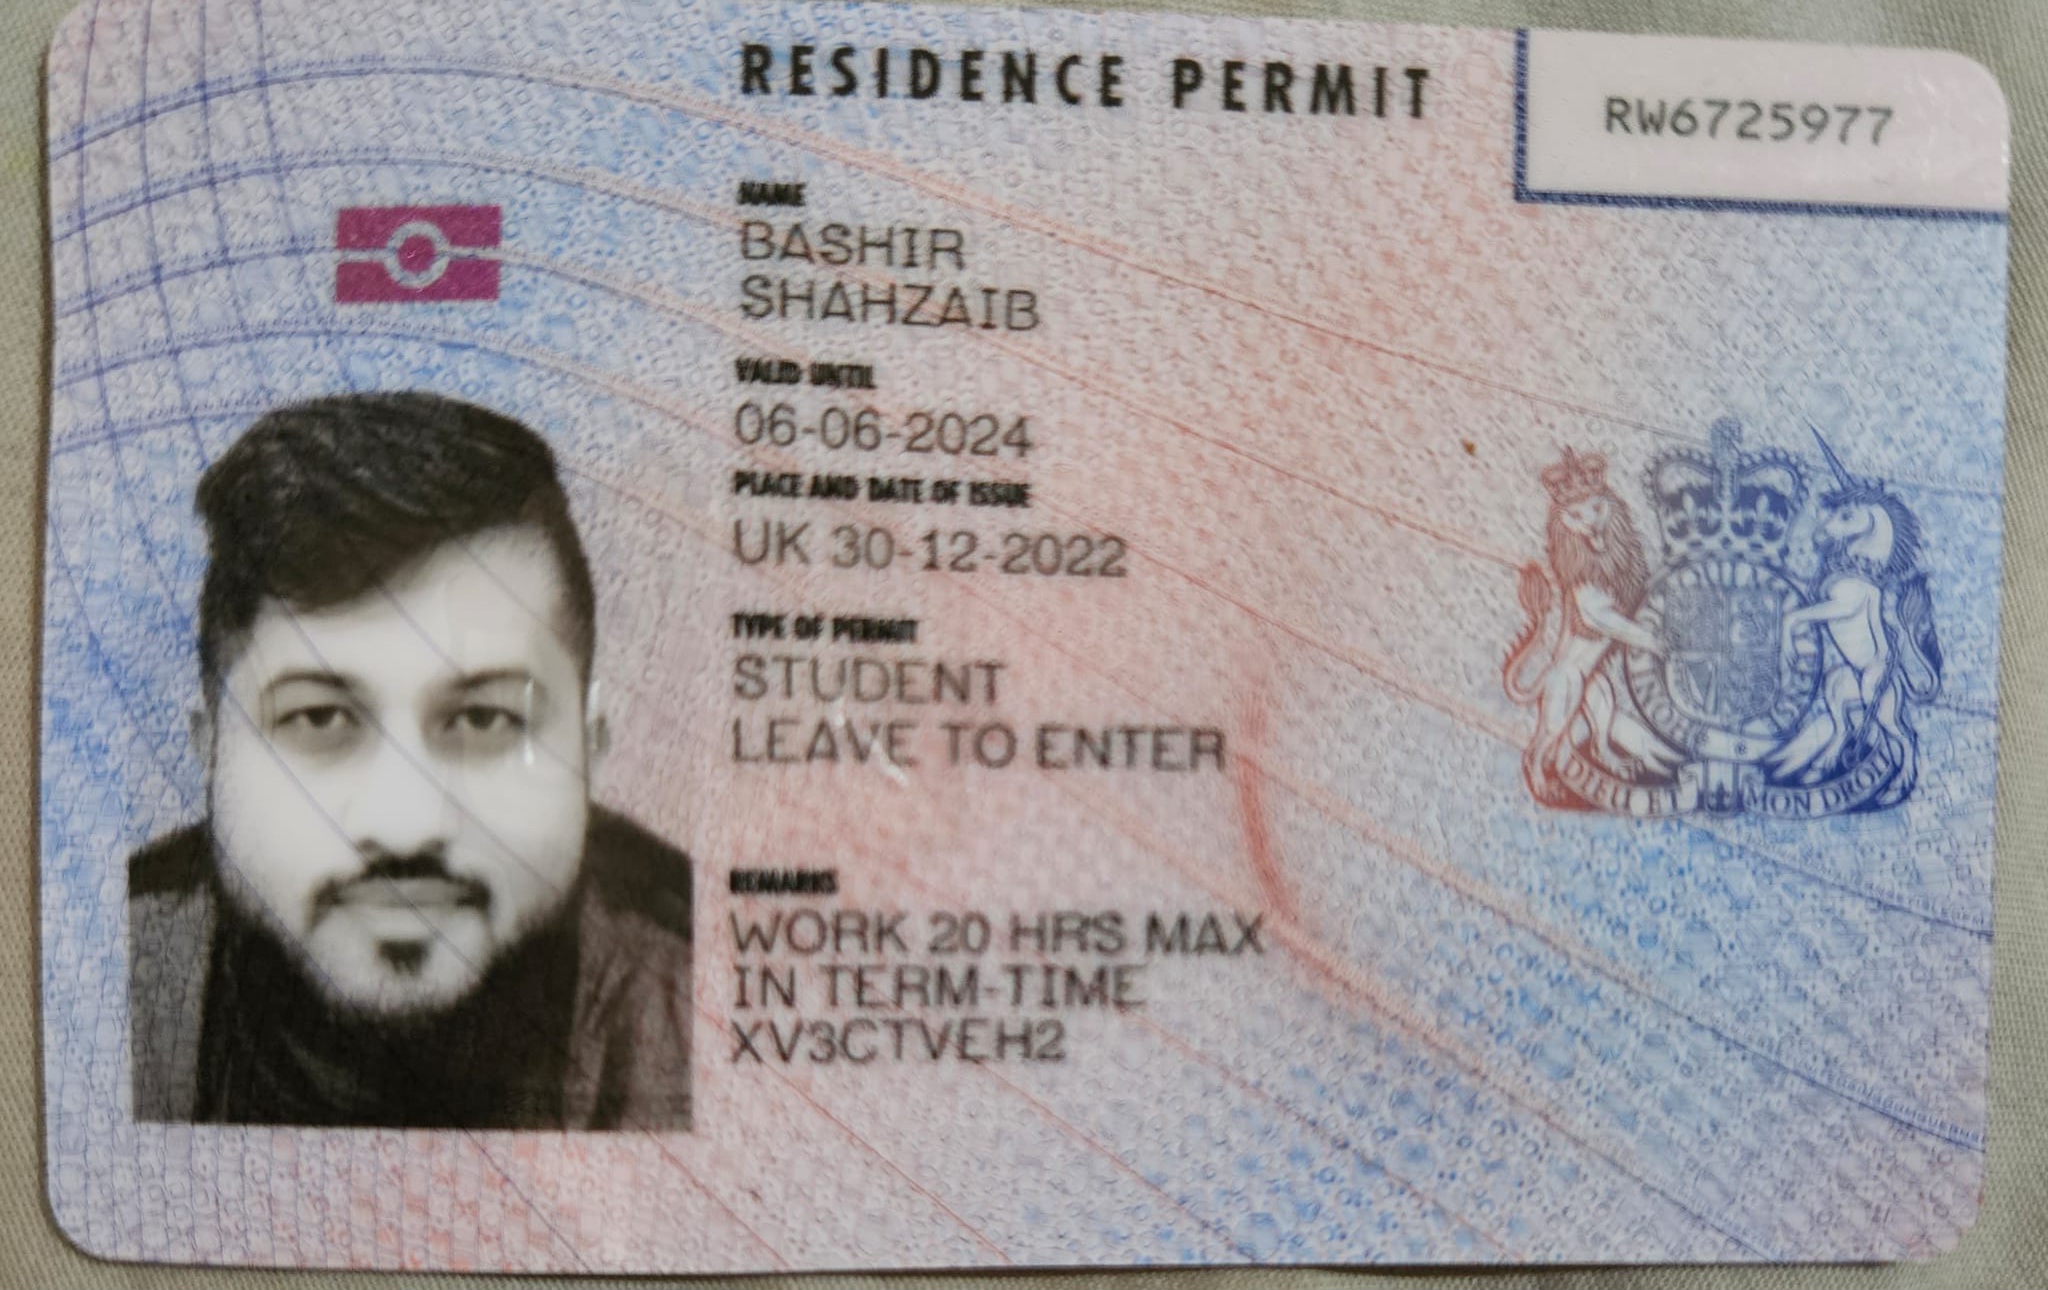 RESIDENCE PERMIT
RW6725977
NAME
BASHIR
SHAHZAIB
VALID UNTIL
06-06-2024
PLACE AND DATE OF ISSUE
UK 30-12-2022
TYPE OF PERMIT
STUDENT
LEAVE TO ENTER
REMARKS
WORK 20 HRS MAX
IN TERM-TIME
XV3CTVEH2
DIEU ET MON DROIT